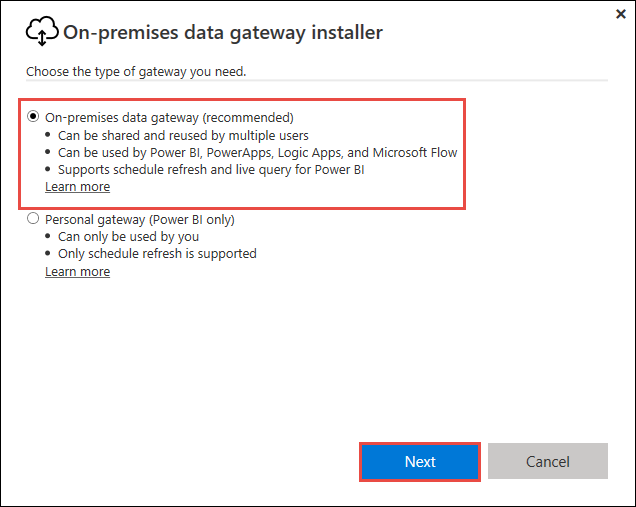 On-premises data gateway installer
Choose the type of gateway you need.
On-premises data gateway (recommended)
• Can be shared and reused by multiple users
• Can be used by Power BI, PowerApps, Logic Apps, and Microsoft Flow
• Supports schedule refresh and live query for Power BI
Learn more
Personal gateway (Power BI only)
• Can only be used by you
• Only schedule refresh is supported
Learn more
Next
Cancel